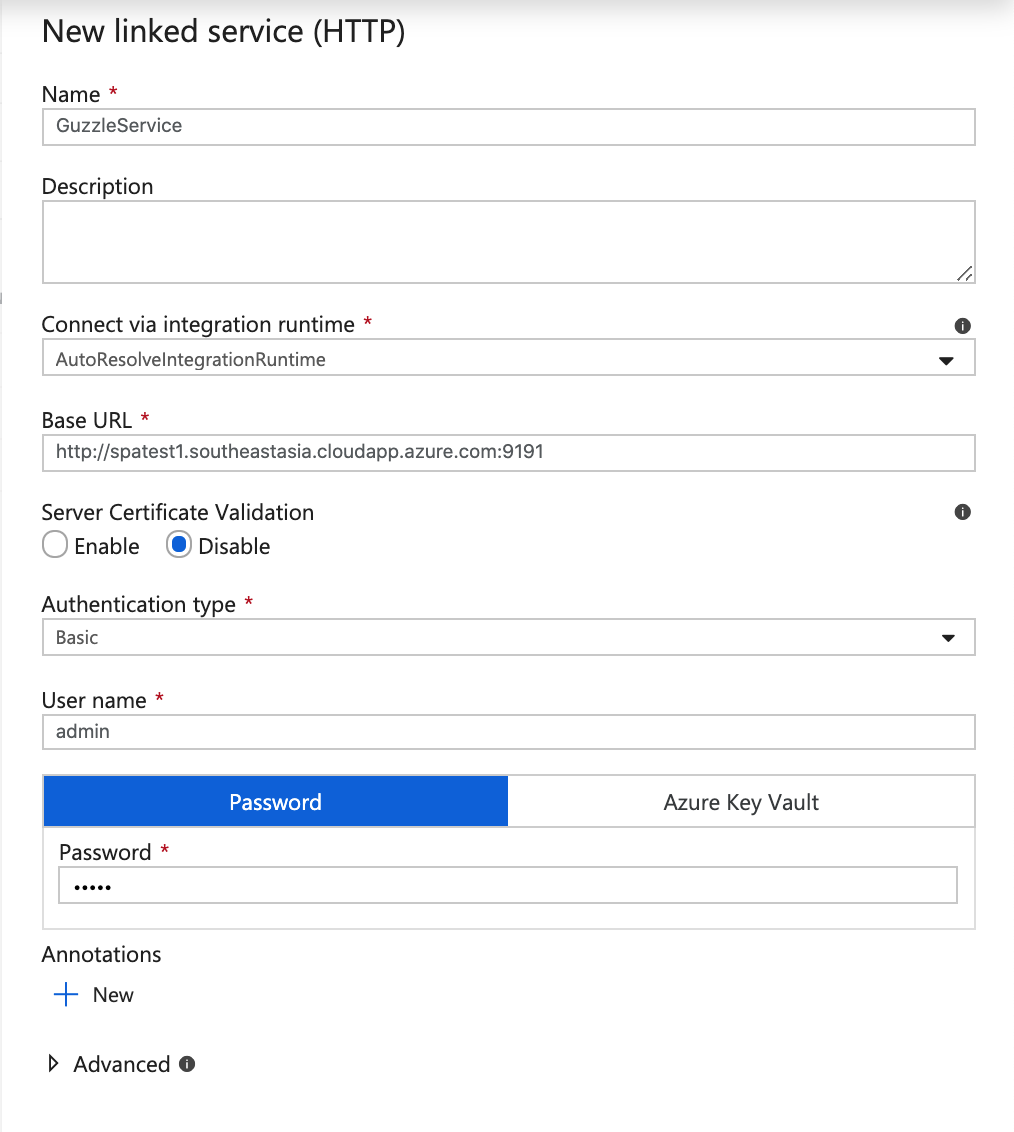 New linked service (HTTP)
Name *
GuzzleService
Description
Connect via integration runtime *
AutoResolveIntegrationRuntime
Base URL *
http://spatest1.southeastasia.cloudapp.azure.com:9191
Server Certificate Validation
Enable Disable
Authentication type *
Basic
User name *
admin
Password Azure Key Vault
Password *
•••••
Annotations
New
Advanced